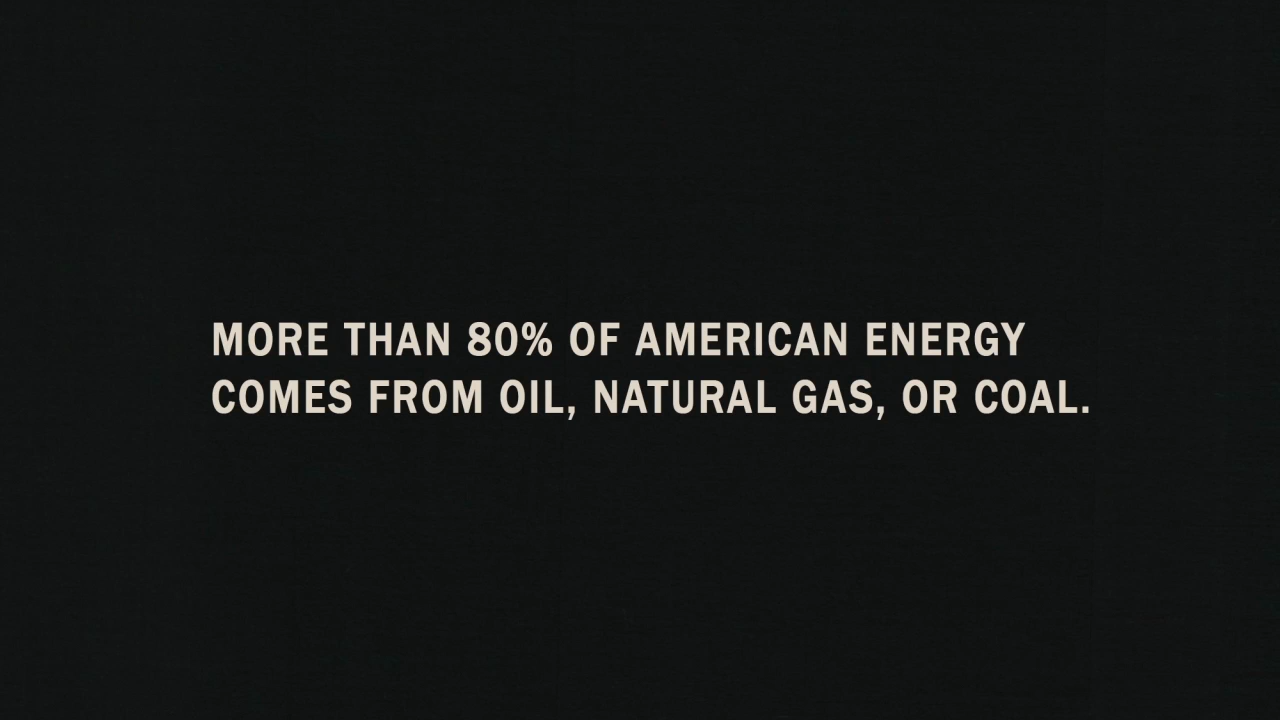 MORE THAN 80% OF AMERICAN ENERGY
COMES FROM OIL, NATURAL GAS, OR COAL.